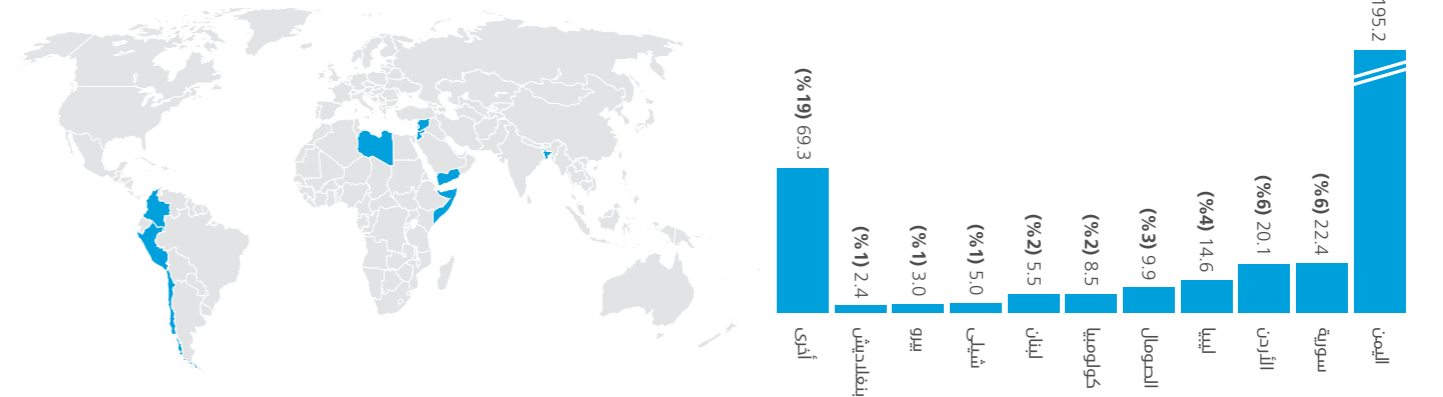 195.2
اليمن
22.4 (%6)
سورية
20.1 (%6)
الأردن
14.6 (%4)
ليبيا
9.9 (%3)
الصومال
8.5 (%2)
كولومبيا
5.5 (%2)
لبنان
5.0 (%1)
شيلي
3.0 (%1)
بيرو
2.4 (%1)
بنغلاديش
69.3 (%19)
أخرى